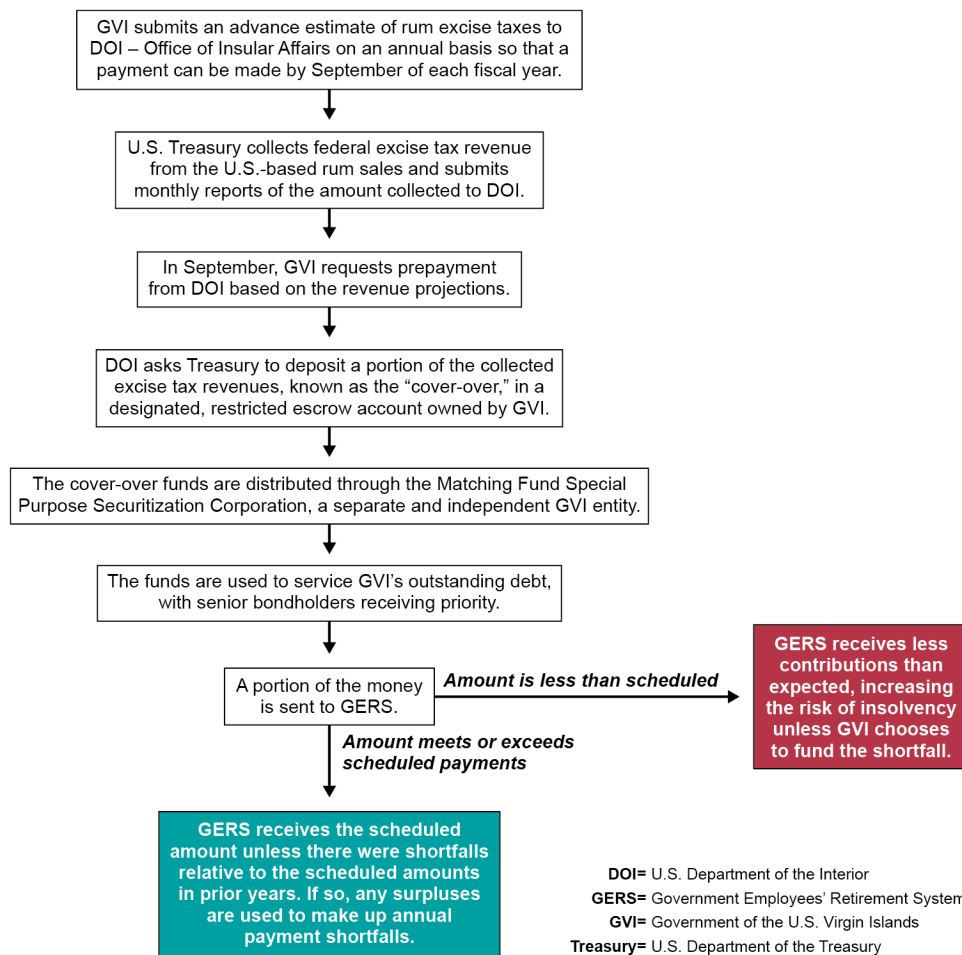 GVI submits an advance estimate of rum excise taxes to
DOI – Office of Insular Affairs on an annual basis so that a
payment can be made by September of each fiscal year.
U.S. Treasury collects federal excise tax revenue
from the U.S.-based rum sales and submits
monthly reports of the amount collected to DOI.
In September, GVI requests prepayment
from DOI based on the revenue projections.
DOI asks Treasury to deposit a portion of the collected
excise tax revenues, known as the “cover-over,” in a
designated, restricted escrow account owned by GVI.
The cover-over funds are distributed through the Matching Fund Special
Purpose Securitization Corporation, a separate and independent GVI entity.
The funds are used to service GVI’s outstanding debt,
with senior bondholders receiving priority.
A portion of the money
is sent to GERS.
Amount is less than scheduled
GERS receives less
contributions than
expected, increasing
the risk of insolvency
unless GVI chooses
to fund the shortfall.
Amount meets or exceeds
scheduled payments
GERS receives the scheduled
amount unless there were shortfalls
relative to the scheduled amounts
in prior years. If so, any surpluses
are used to make up annual
payment shortfalls.
DOI= U.S. Department of the Interior
GERS= Government Employees’ Retirement System
GVI= Government of the U.S. Virgin Islands
Treasury= U.S. Department of the Treasury